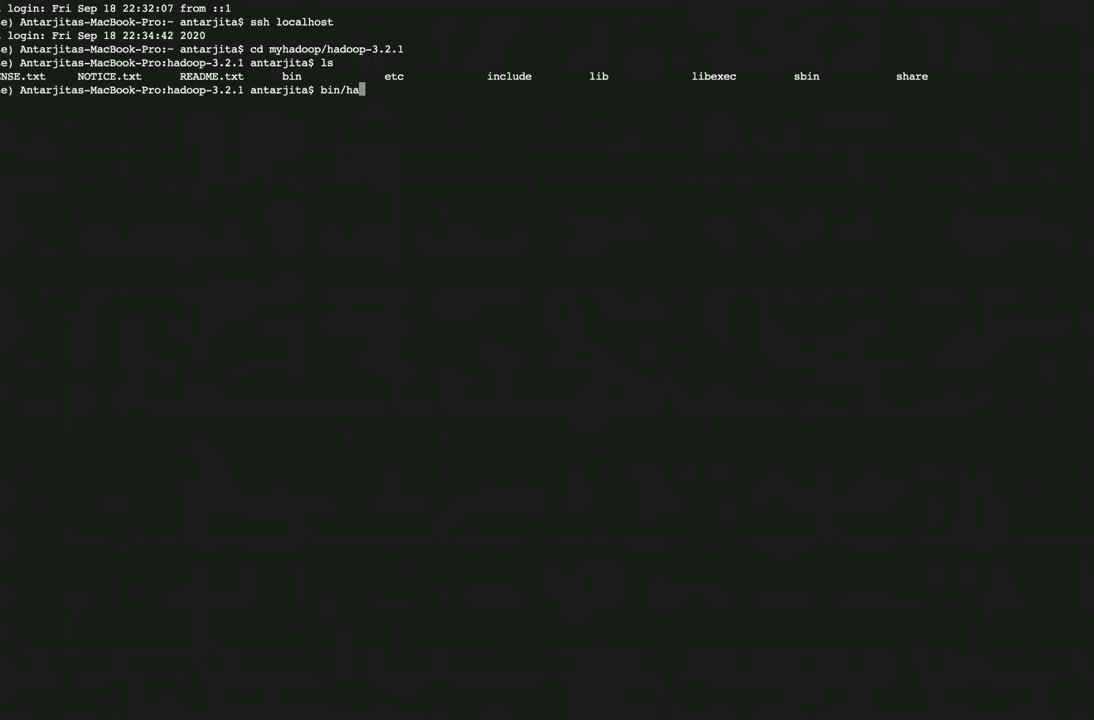 login: Fri Sep 18 22:32:07 from ::1
e) Antarjitas-MacBook-Pro:~ antarjita$ ssh localhost
login: Fri Sep 18 22:34:42 2020
e) Antarjitas-MacBook-Pro:~ antarjita$ cd myhadoop/hadoop-3.2.1
e) Antarjitas-MacBook-Pro:hadoop-3.2.1 antarjita$ ls
NSE.txt NOTICE.txt README.txt bin etc include lib libexec sbin share
e) Antarjitas-MacBook-Pro:hadoop-3.2.1 antarjita$ bin/ha